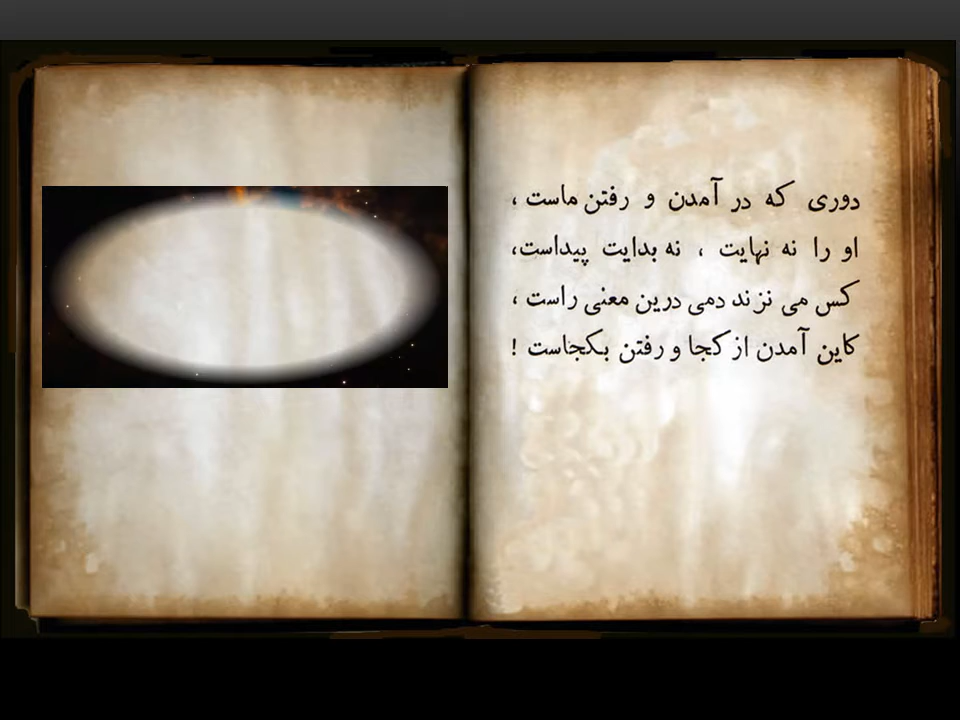 دوری که در آمدن و رفتن ماست ،
او را نه نهایت ، نه بدایت پیداست،
کس می نزند دمی درین معنی راست ،
کاین آمدن از کجا و رفتن بکجاست !